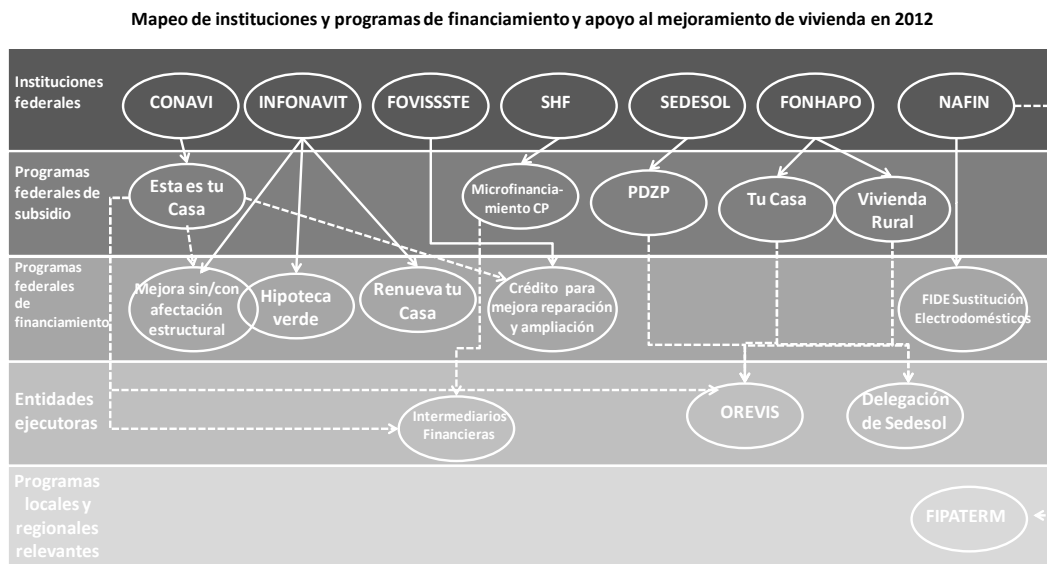 Mapeo de instituciones y programas de financiamiento y apoyo al mejoramiento de vivienda en 2012
Instituciones
federales
CONAVI
INFONAVIT
FOVISSSTE
SHF
SEDESOL
FONHAPO
NAFIN
Programas
federales de
subsidio
Esta es tu
Casa
Microfinancia-
miento CP
PDZP
Tu Casa
Vivienda
Rural
Programas
federales
de
financiamiento
Mejora sin/con
afectación
estructural
Hipoteca
verde
Renueva tu
Casa
Crédito para
mejora reparación
y ampliación
FIDE Sustitución
Electrodomésticos
Entidades
ejecutoras
Intermediarios
Financieras
OREVIS
Delegación
de Sedesol
Programas
locales y
regionales
relevantes
FIPATERM